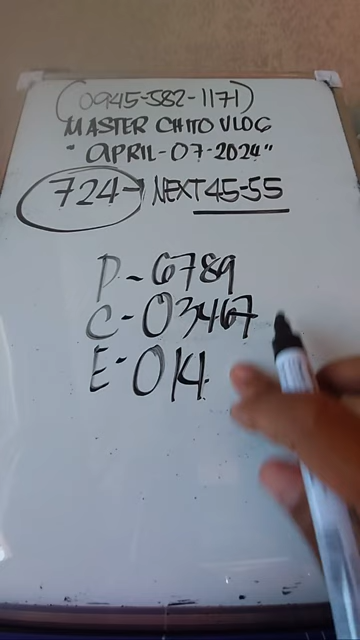 (0945-582-1171)
MASTER CHITO VLOG
"APRIL-07-2024"
724→ NEXT 45-55
P-6789
C-03467
E-014